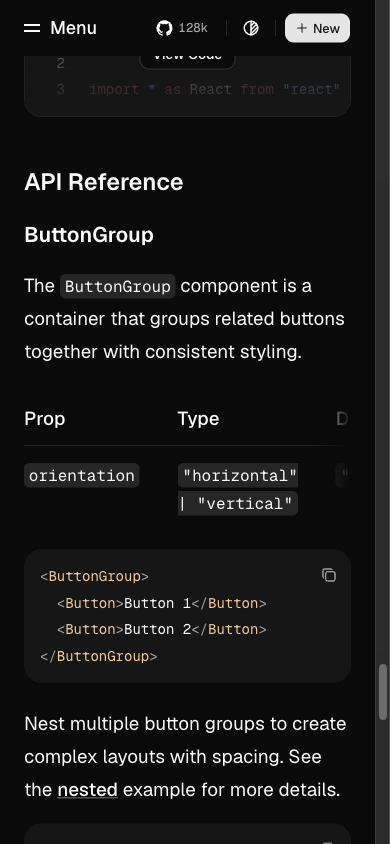 Menu
128k
+ New
2
View Code
3 import * as React from "react"
API Reference
ButtonGroup
The ButtonGroup component is a
container that groups related buttons
together with consistent styling.
Prop Type D
orientation "horizontal" "
| "vertical"
<ButtonGroup>
<Button>Button 1</Button>
<Button>Button 2</Button>
</ButtonGroup>
Nest multiple button groups to create
complex layouts with spacing. See
the nested example for more details.